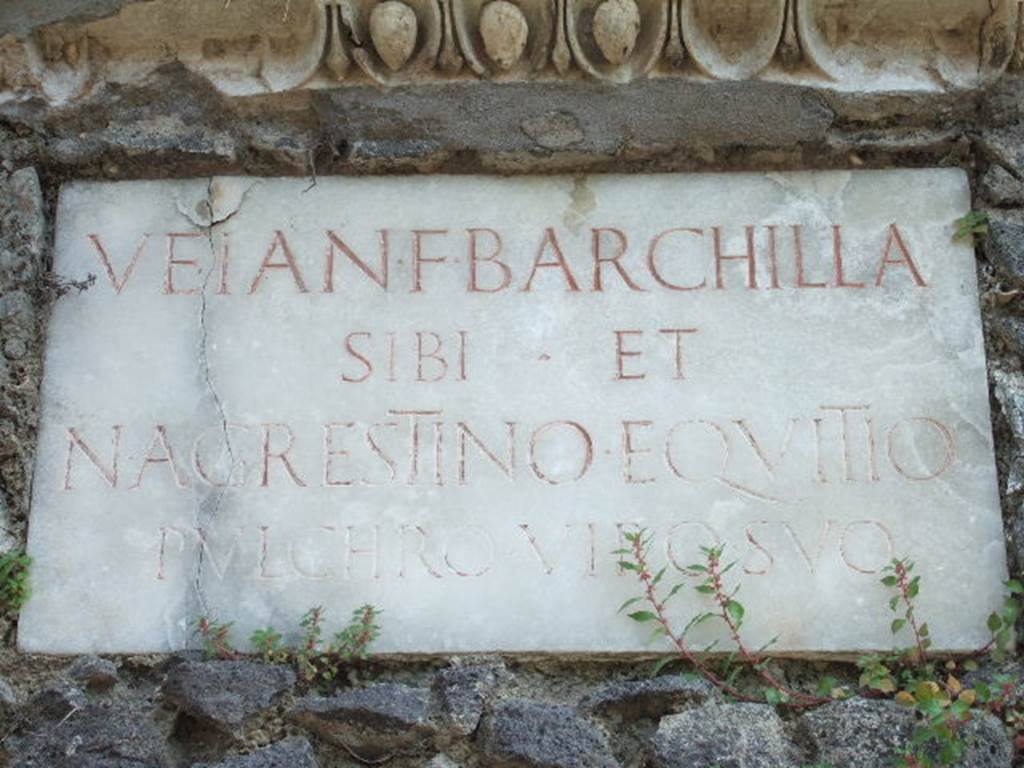 VEIA·N·F·BARCHILLA
SIBI · ET
N·AGRESTINO·EQVITIO
PVLCHRO·VIRO·SVO